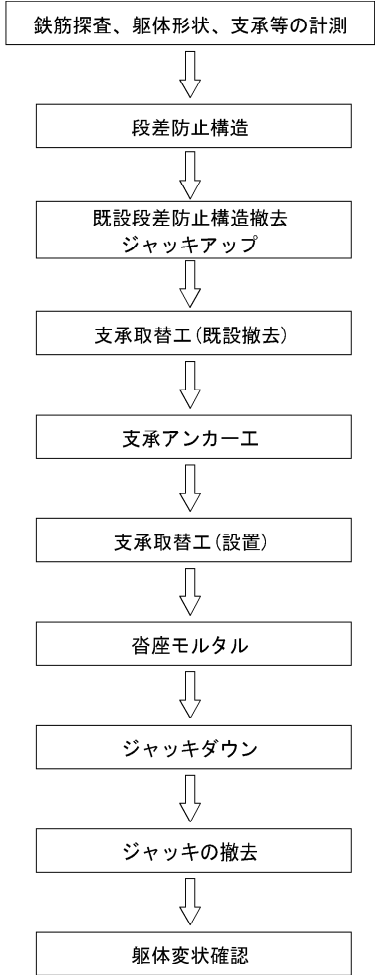 鉄筋探査、躯体形状、支承等の計測
段差防止構造
既設段差防止構造撤去
ジャッキアップ
支承取替工(既設撤去)
支承アンカー工
支承取替工(設置)
沓座モルタル
ジャッキダウン
ジャッキの撤去
躯体変状確認